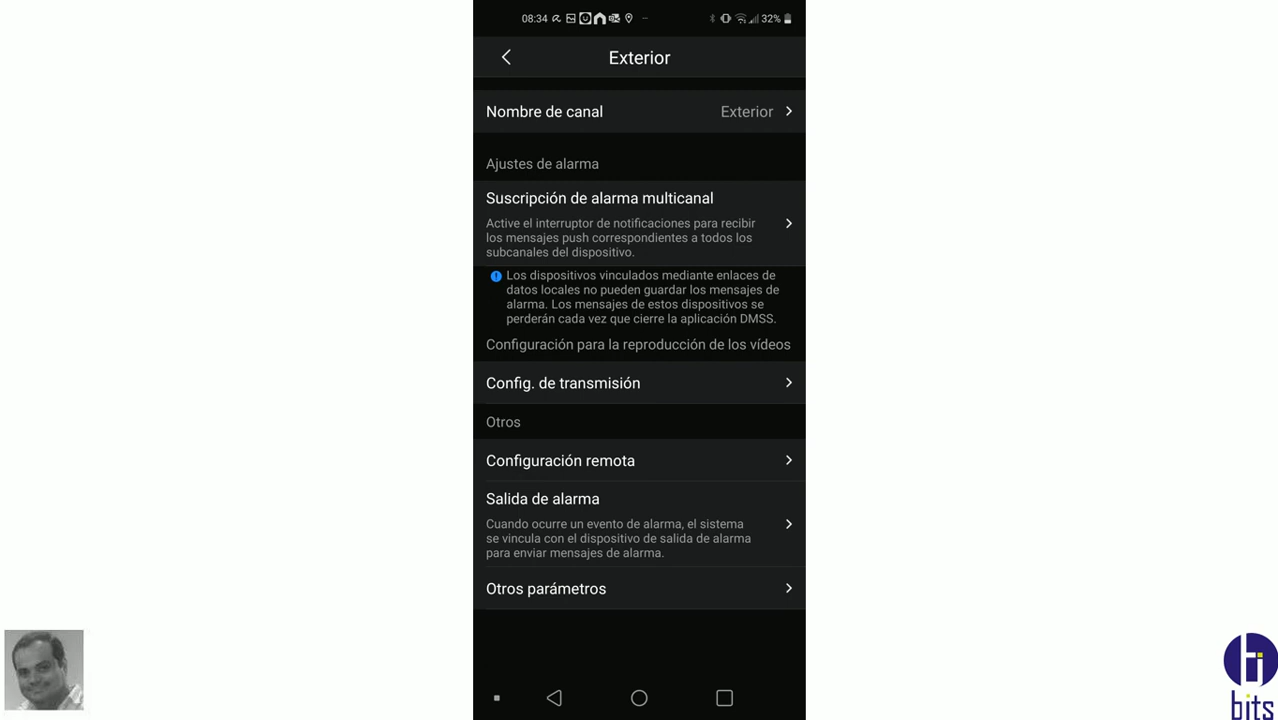 08:34
32%
Exterior
Nombre de canal
Exterior
Ajustes de alarma
Suscripción de alarma multicanal
Active el interruptor de notificaciones para recibir
los mensajes push correspondientes a todos los
subcanales del dispositivo.
Los dispositivos vinculados mediante enlaces de
datos locales no pueden guardar los mensajes de
alarma. Los mensajes de estos dispositivos se
perderán cada vez que cierre la aplicación DMSS.
Configuración para la reproducción de los vídeos
Config. de transmisión
Otros
Configuración remota
Salida de alarma
Cuando ocurre un evento de alarma, el sistema
se vincula con el dispositivo de salida de alarma
para enviar mensajes de alarma.
Otros parámetros
bits